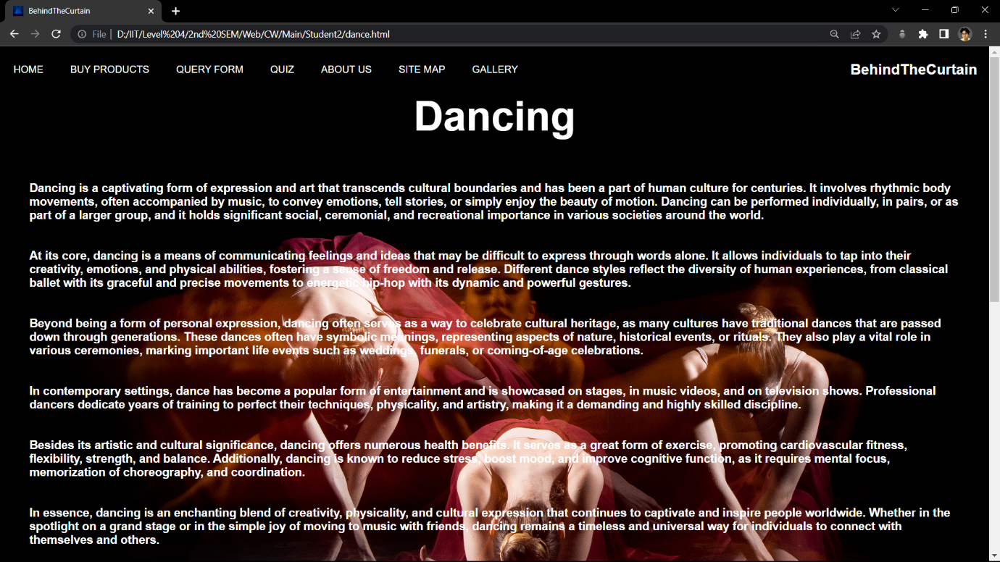 BehindTheCurtain
File | D:/IIT/Level%204/2nd%20SEM/Web/CW/Main/Student2/dance.html
HOME BUY PRODUCTS QUERY FORM QUIZ ABOUT US SITE MAP GALLERY BehindTheCurtain
Dancing
Dancing is a captivating form of expression and art that transcends cultural boundaries and has been a part of human culture for centuries. It involves rhythmic body
movements, often accompanied by music, to convey emotions, tell stories, or simply enjoy the beauty of motion. Dancing can be performed individually, in pairs, or as
part of a larger group, and it holds significant social, ceremonial, and recreational importance in various societies around the world.
At its core, dancing is a means of communicating feelings and ideas that may be difficult to express through words alone. It allows individuals to tap into their
creativity, emotions, and physical abilities, fostering a sense of freedom and release. Different dance styles reflect the diversity of human experiences, from classical
ballet with its graceful and precise movements to energetic hip-hop with its dynamic and powerful gestures.
Beyond being a form of personal expression, dancing often serves as a way to celebrate cultural heritage, as many cultures have traditional dances that are passed
down through generations. These dances often have symbolic meanings, representing aspects of nature, historical events, or rituals. They also play a vital role in
various ceremonies, marking important life events such as weddings, funerals, or coming-of-age celebrations.
In contemporary settings, dance has become a popular form of entertainment and is showcased on stages, in music videos, and on television shows. Professional
dancers dedicate years of training to perfect their techniques, physicality, and artistry, making it a demanding and highly skilled discipline.
Besides its artistic and cultural significance, dancing offers numerous health benefits. It serves as a great form of exercise, promoting cardiovascular fitness,
flexibility, strength, and balance. Additionally, dancing is known to reduce stress, boost mood, and improve cognitive function, as it requires mental focus,
memorization of choreography, and coordination.
In essence, dancing is an enchanting blend of creativity, physicality, and cultural expression that continues to captivate and inspire people worldwide. Whether in the
spotlight on a grand stage or in the simple joy of moving to music with friends, dancing remains a timeless and universal way for individuals to connect with
themselves and others.